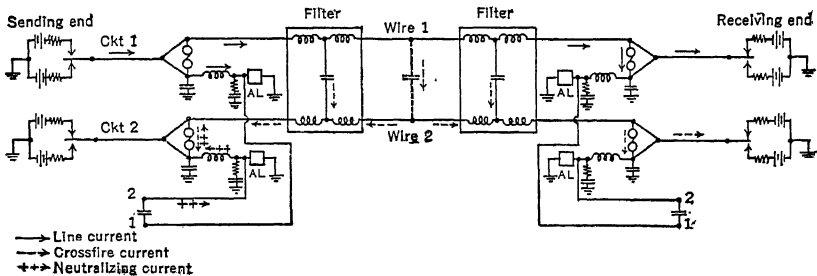 Sending end
Filter
Wire 1
Filter
Receiving end
Ckt 1
AL
AL
Ckt 2
Wire 2
AL
AL
2
1
2
1
Line current
Crossfire current
Neutralizing current